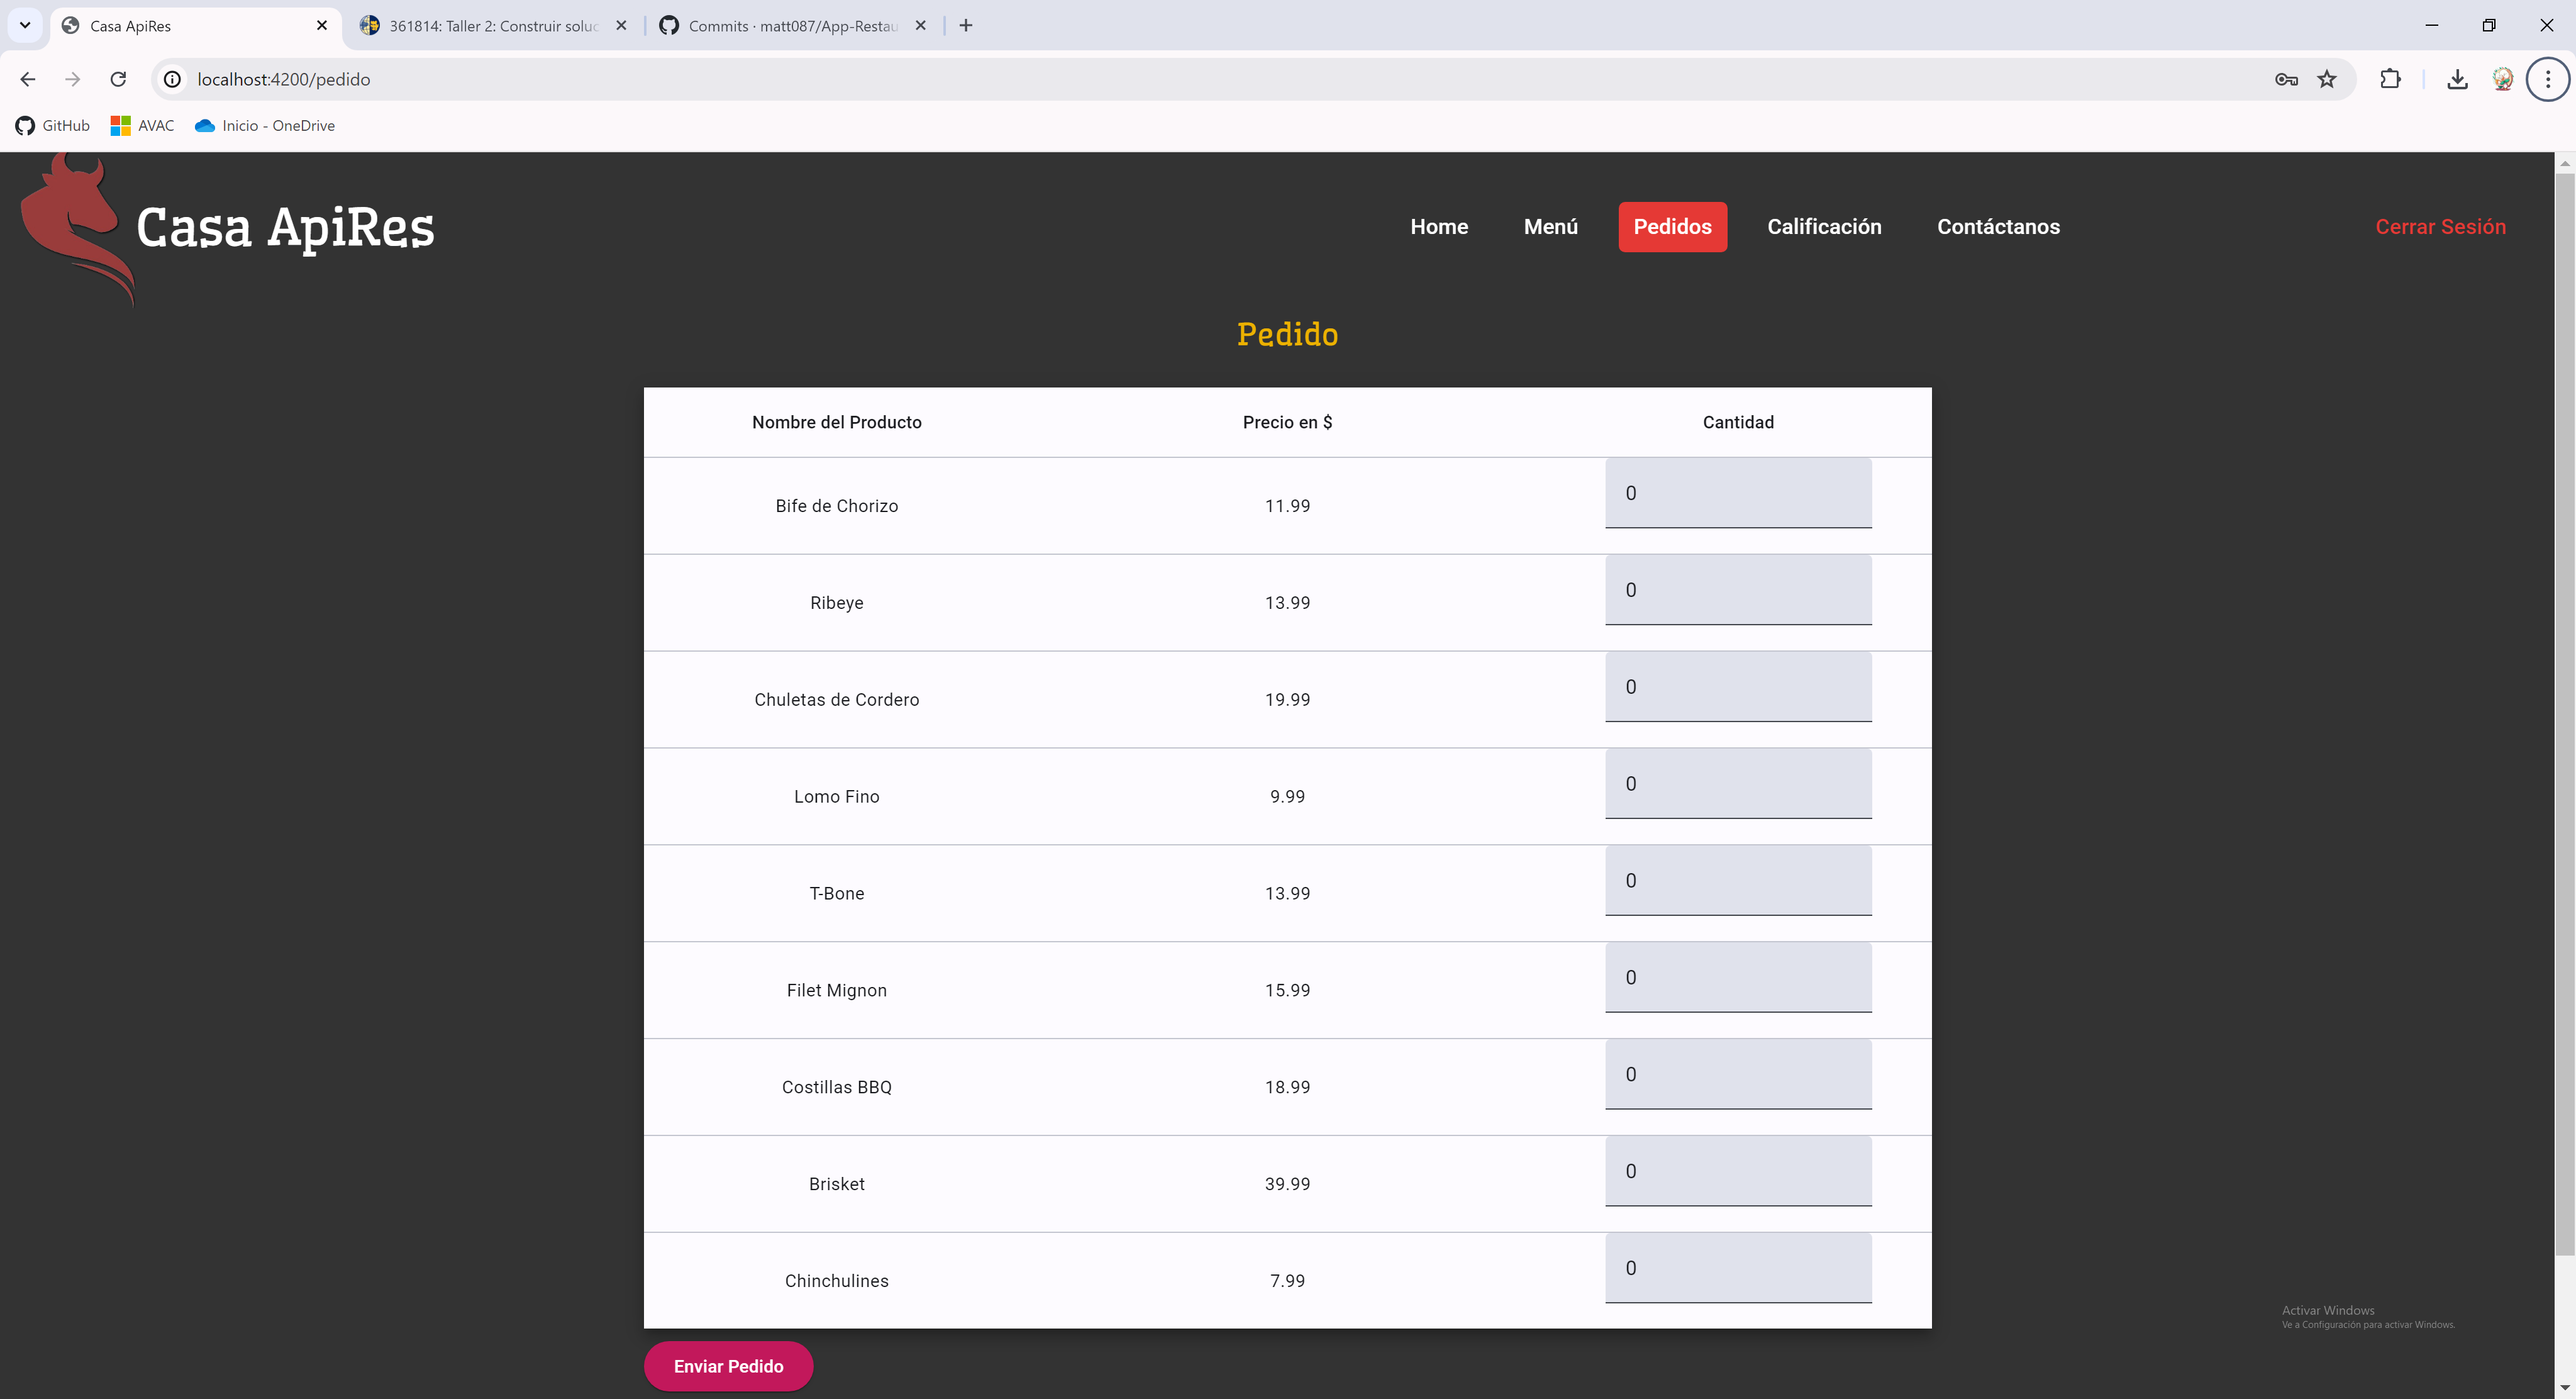 Casa ApiRes
361814: Taller 2: Construir soluc
Commits · matt087/App-Restau
localhost:4200/pedido
GitHub AVAC Inicio - OneDrive
Casa ApiRes
Home Menú Pedidos Calificación Contáctanos Cerrar Sesión
Pedido
Nombre del Producto Precio en $ Cantidad
Bife de Chorizo 11.99 0
Ribeye 13.99 0
Chuletas de Cordero 19.99 0
Lomo Fino 9.99 0
T-Bone 13.99 0
Filet Mignon 15.99 0
Costillas BBQ 18.99 0
Brisket 39.99 0
Chinchulines 7.99 0
Activar Windows
Ve a Configuración para activar Windows.
Enviar Pedido